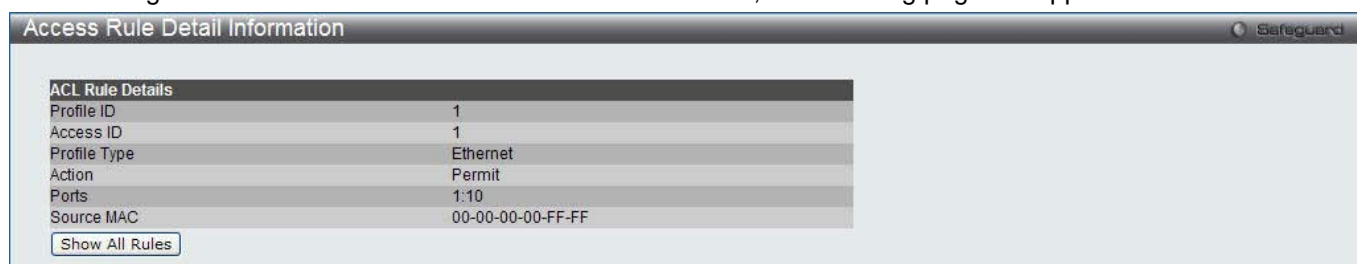 Access Rule Detail Information
Safeguard
ACL Rule Details
Profile ID 1
Access ID 1
Profile Type Ethernet
Action Permit
Ports 1:10
Source MAC 00-00-00-00-FF-FF
Show All Rules